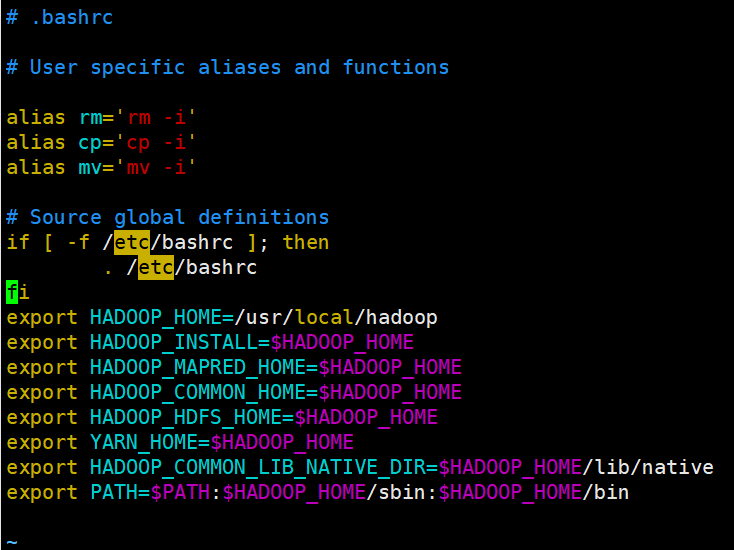 # .bashrc
# User specific aliases and functions
alias rm='rm -i'
alias cp='cp -i'
alias mv='mv -i'
# Source global definitions
if [ -f /etc/bashrc ]; then
        . /etc/bashrc
fi
export HADOOP_HOME=/usr/local/hadoop
export HADOOP_INSTALL=$HADOOP_HOME
export HADOOP_MAPRED_HOME=$HADOOP_HOME
export HADOOP_COMMON_HOME=$HADOOP_HOME
export HADOOP_HDFS_HOME=$HADOOP_HOME
export YARN_HOME=$HADOOP_HOME
export HADOOP_COMMON_LIB_NATIVE_DIR=$HADOOP_HOME/lib/native
export PATH=$PATH:$HADOOP_HOME/sbin:$HADOOP_HOME/bin
~